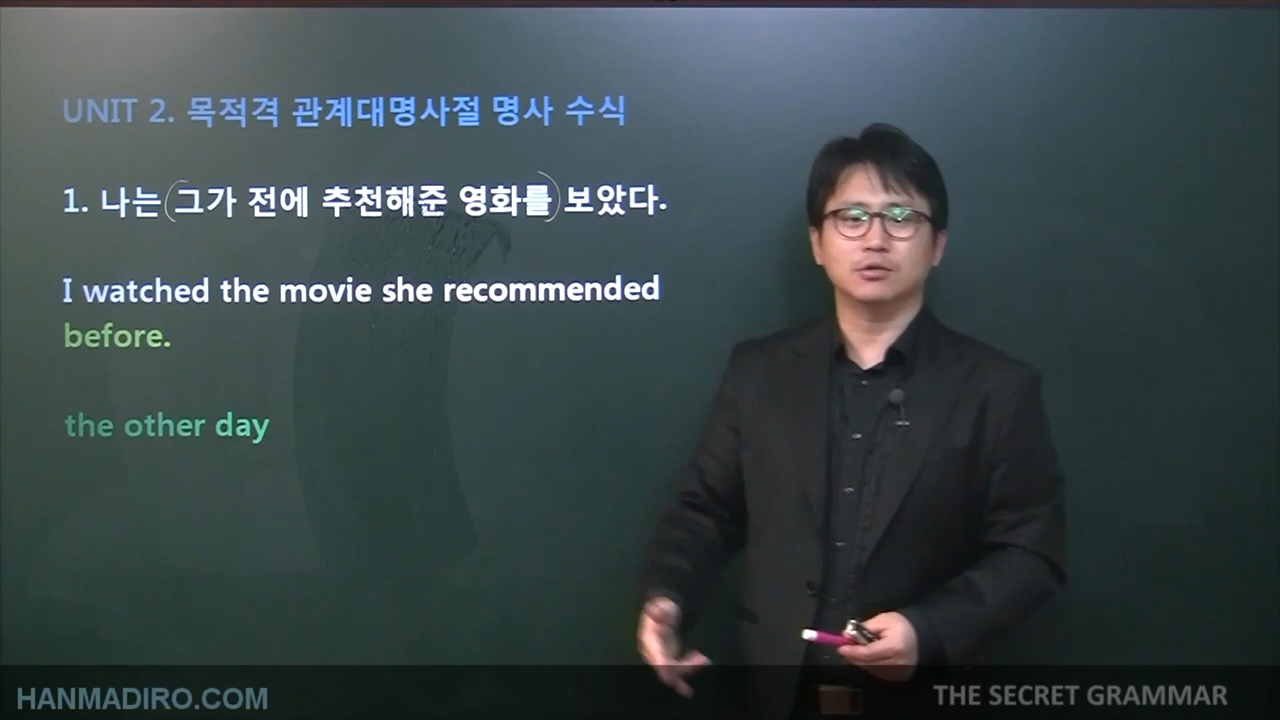 UNIT 2. 목적격 관계대명사절 명사 수식
1. 나는 (그가 전에 추천해준 영화를) 보았다.
I watched the movie she recommended
before.
the other day
HANMADIRO.COM
THE SECRET GRAMMAR